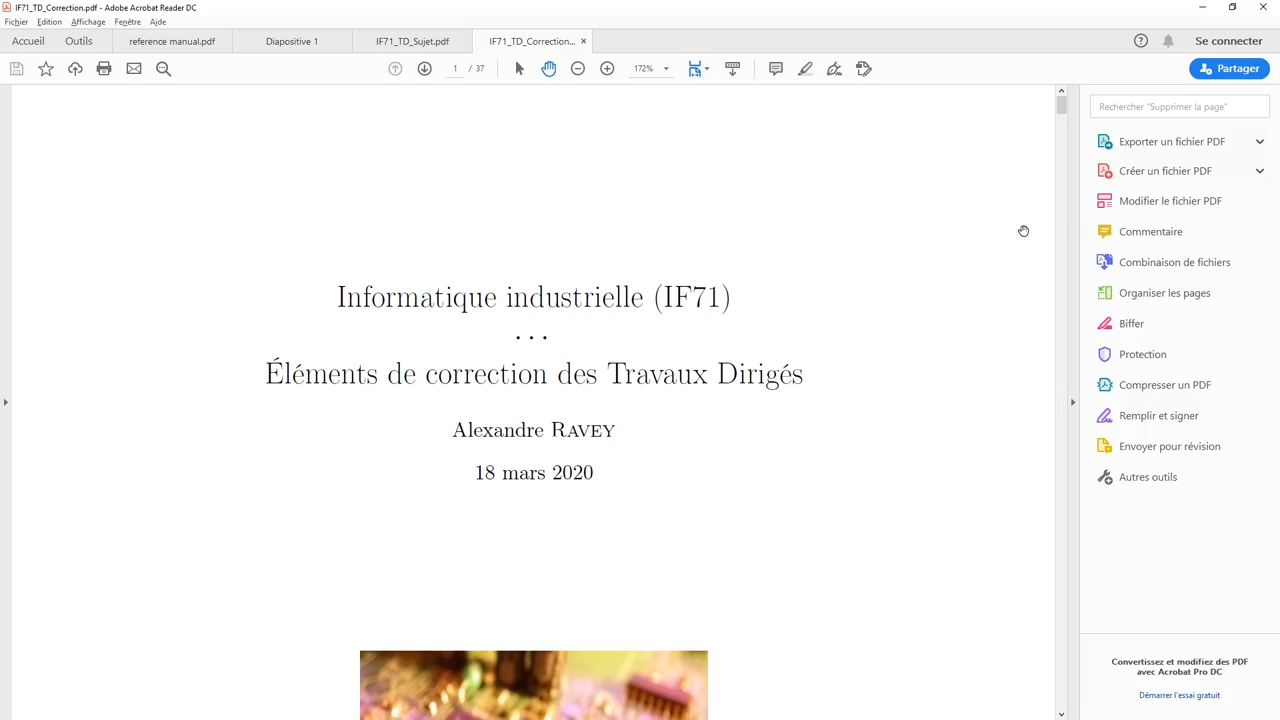 IF71_TD_Correction.pdf - Adobe Acrobat Reader DC
Fichier Edition Affichage Fenêtre Aide
Accueil Outils reference manual.pdf Diapositive 1 IF71_TD_Sujet.pdf IF71_TD_Correction... × Se connecter
1 / 37 172% Partager
Rechercher "Supprimer la page"
Exporter un fichier PDF
Créer un fichier PDF
Modifier le fichier PDF
Commentaire
Combinaison de fichiers
Organiser les pages
Biffer
Protection
Compresser un PDF
Remplir et signer
Envoyer pour révision
Autres outils
Convertissez et modifiez des PDF
avec Acrobat Pro DC
Démarrer l'essai gratuit
Informatique industrielle (IF71)
...
Éléments de correction des Travaux Dirigés
Alexandre RAVEY
18 mars 2020